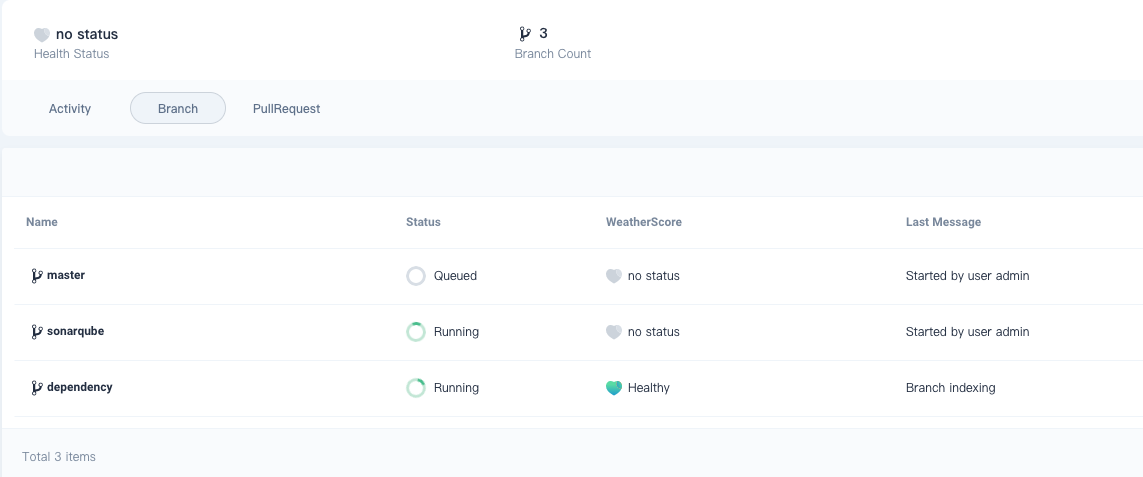 no status 3
Health Status Branch Count
Activity Branch PullRequest
Name Status WeatherScore Last Message
master Queued no status Started by user admin
sonarqube Running no status Started by user admin
dependency Running Healthy Branch indexing
Total 3 items